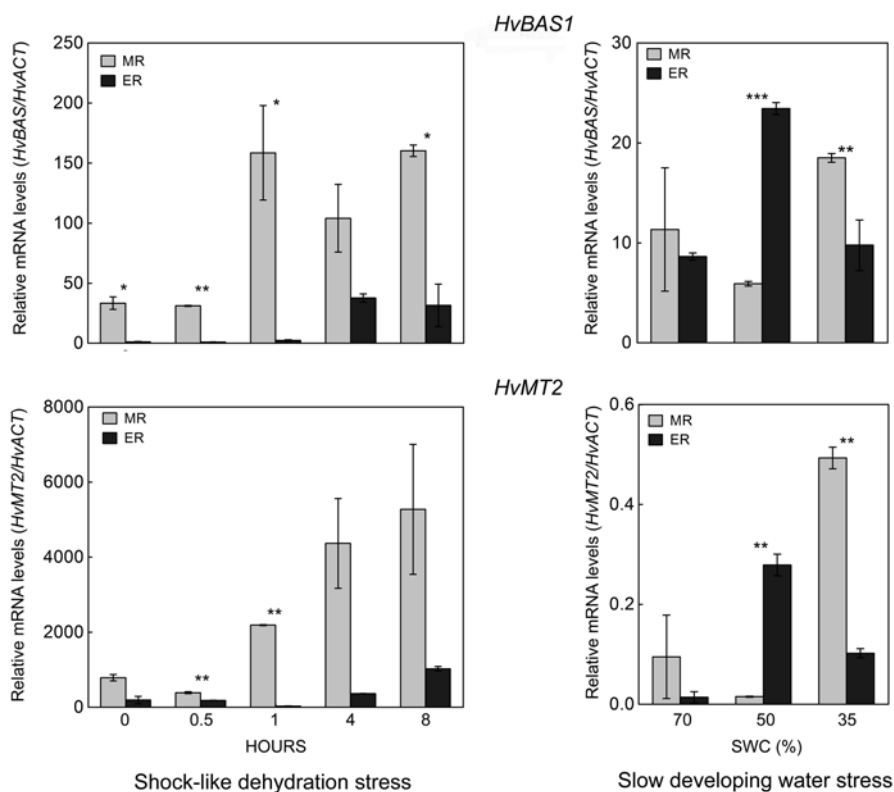 HvBAS1
Relative mRNA levels (HvBAS/HvACT)
250
200
150
100
50
0
MR
ER
*
**
*
*
Relative mRNA levels (HvBAS/HvACT)
30
20
10
0
MR
ER
***
**
HvMT2
Relative mRNA levels (HvMT2/HvACT)
8000
6000
4000
2000
0
MR
ER
**
**
0 0.5 1 4 8
HOURS
Shock-like dehydration stress
Relative mRNA levels (HvMT2/HvACT)
0.6
0.4
0.2
0.0
MR
ER
**
**
70 50 35
SWC (%)
Slow developing water stress